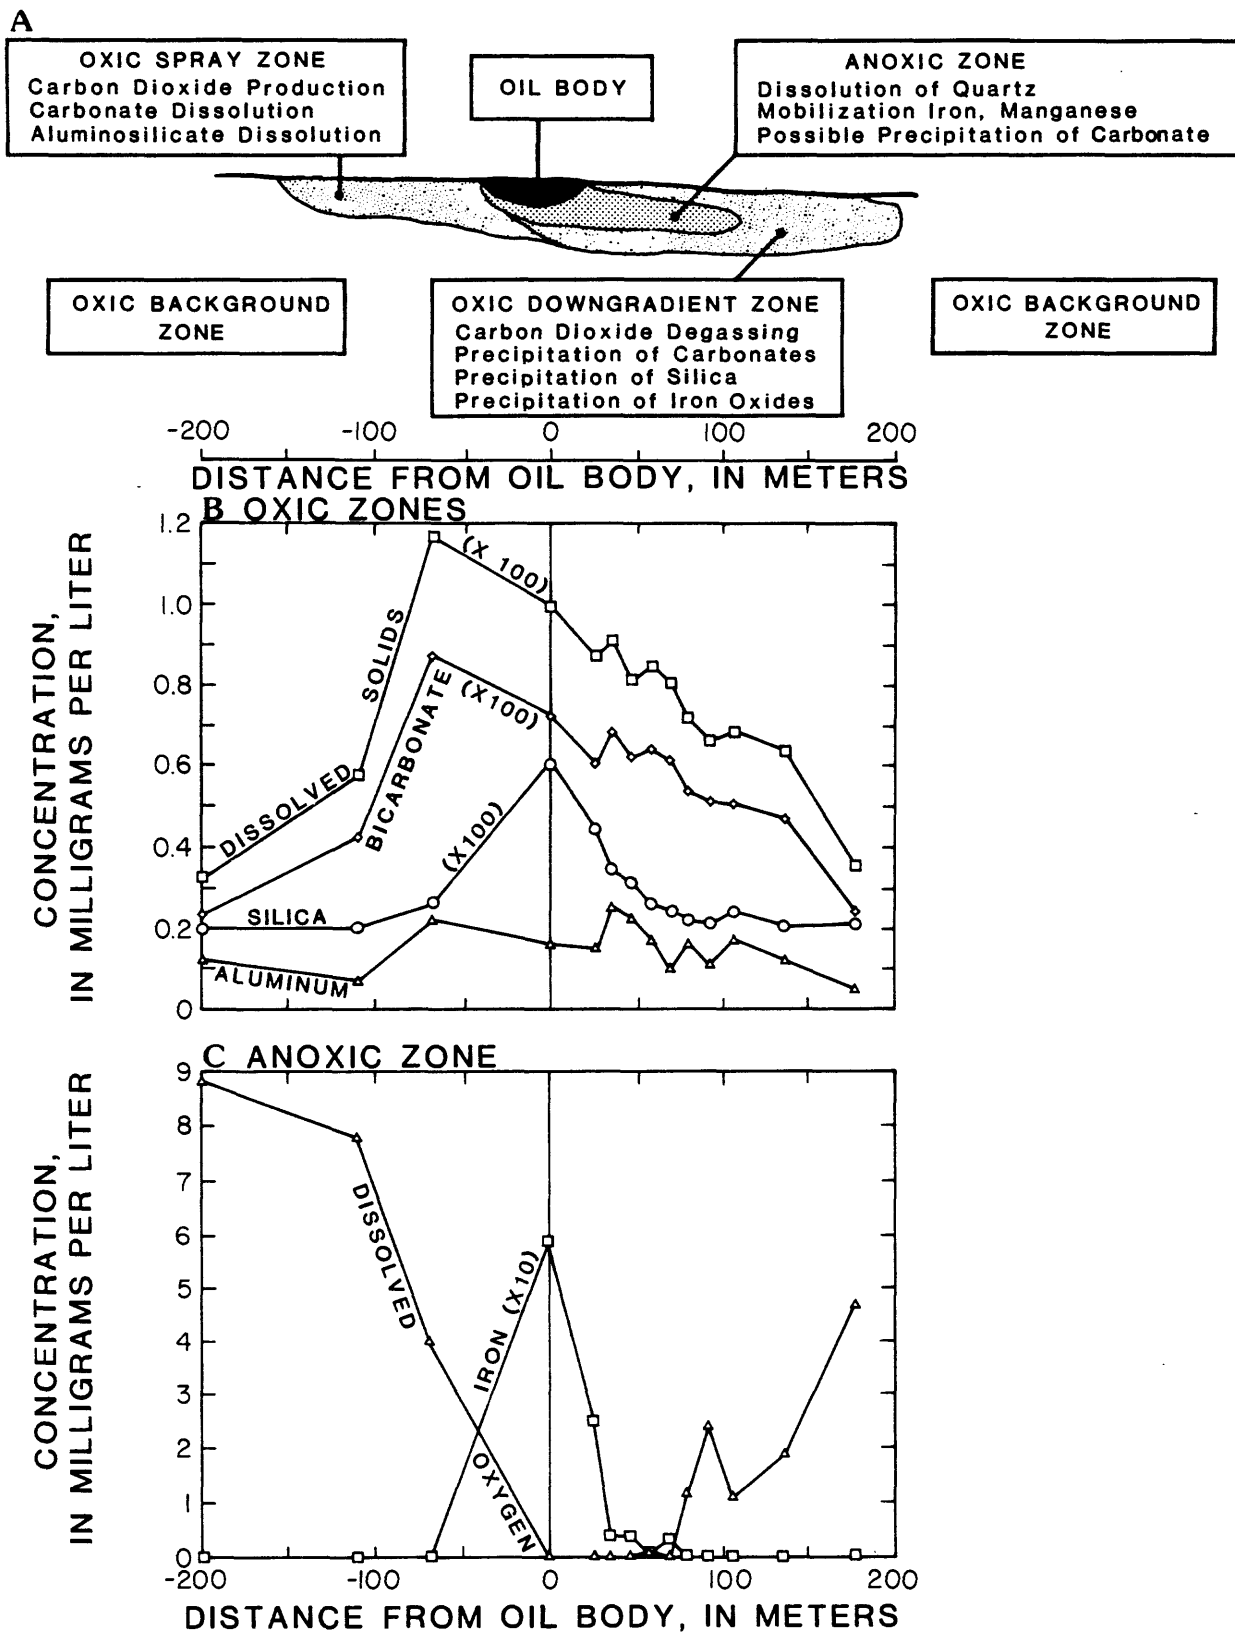 A
OXIC SPRAY ZONE
Carbon Dioxide Production
Carbonate Dissolution
Aluminosilicate Dissolution
OIL BODY
ANOXIC ZONE
Dissolution of Quartz
Mobilization Iron, Manganese
Possible Precipitation of Carbonate
OXIC BACKGROUND
ZONE
OXIC DOWNGRADIENT ZONE
Carbon Dioxide Degassing
Precipitation of Carbonates
Precipitation of Silica
Precipitation of Iron Oxides
OXIC BACKGROUND
ZONE
-200 -100 0 100 200
DISTANCE FROM OIL BODY, IN METERS
B OXIC ZONES
CONCENTRATION,
IN MILLIGRAMS PER LITER
1.2
1.0
0.8
0.6
0.4
0.2
0
DISSOLVED SOLIDS (X 100)
BICARBONATE (X100)
SILICA (X100)
ALUMINUM
C ANOXIC ZONE
CONCENTRATION,
IN MILLIGRAMS PER LITER
9
8
7
6
5
4
3
2
1
0
DISSOLVED OXYGEN
IRON (X10)
-200 -100 0 100 200
DISTANCE FROM OIL BODY, IN METERS